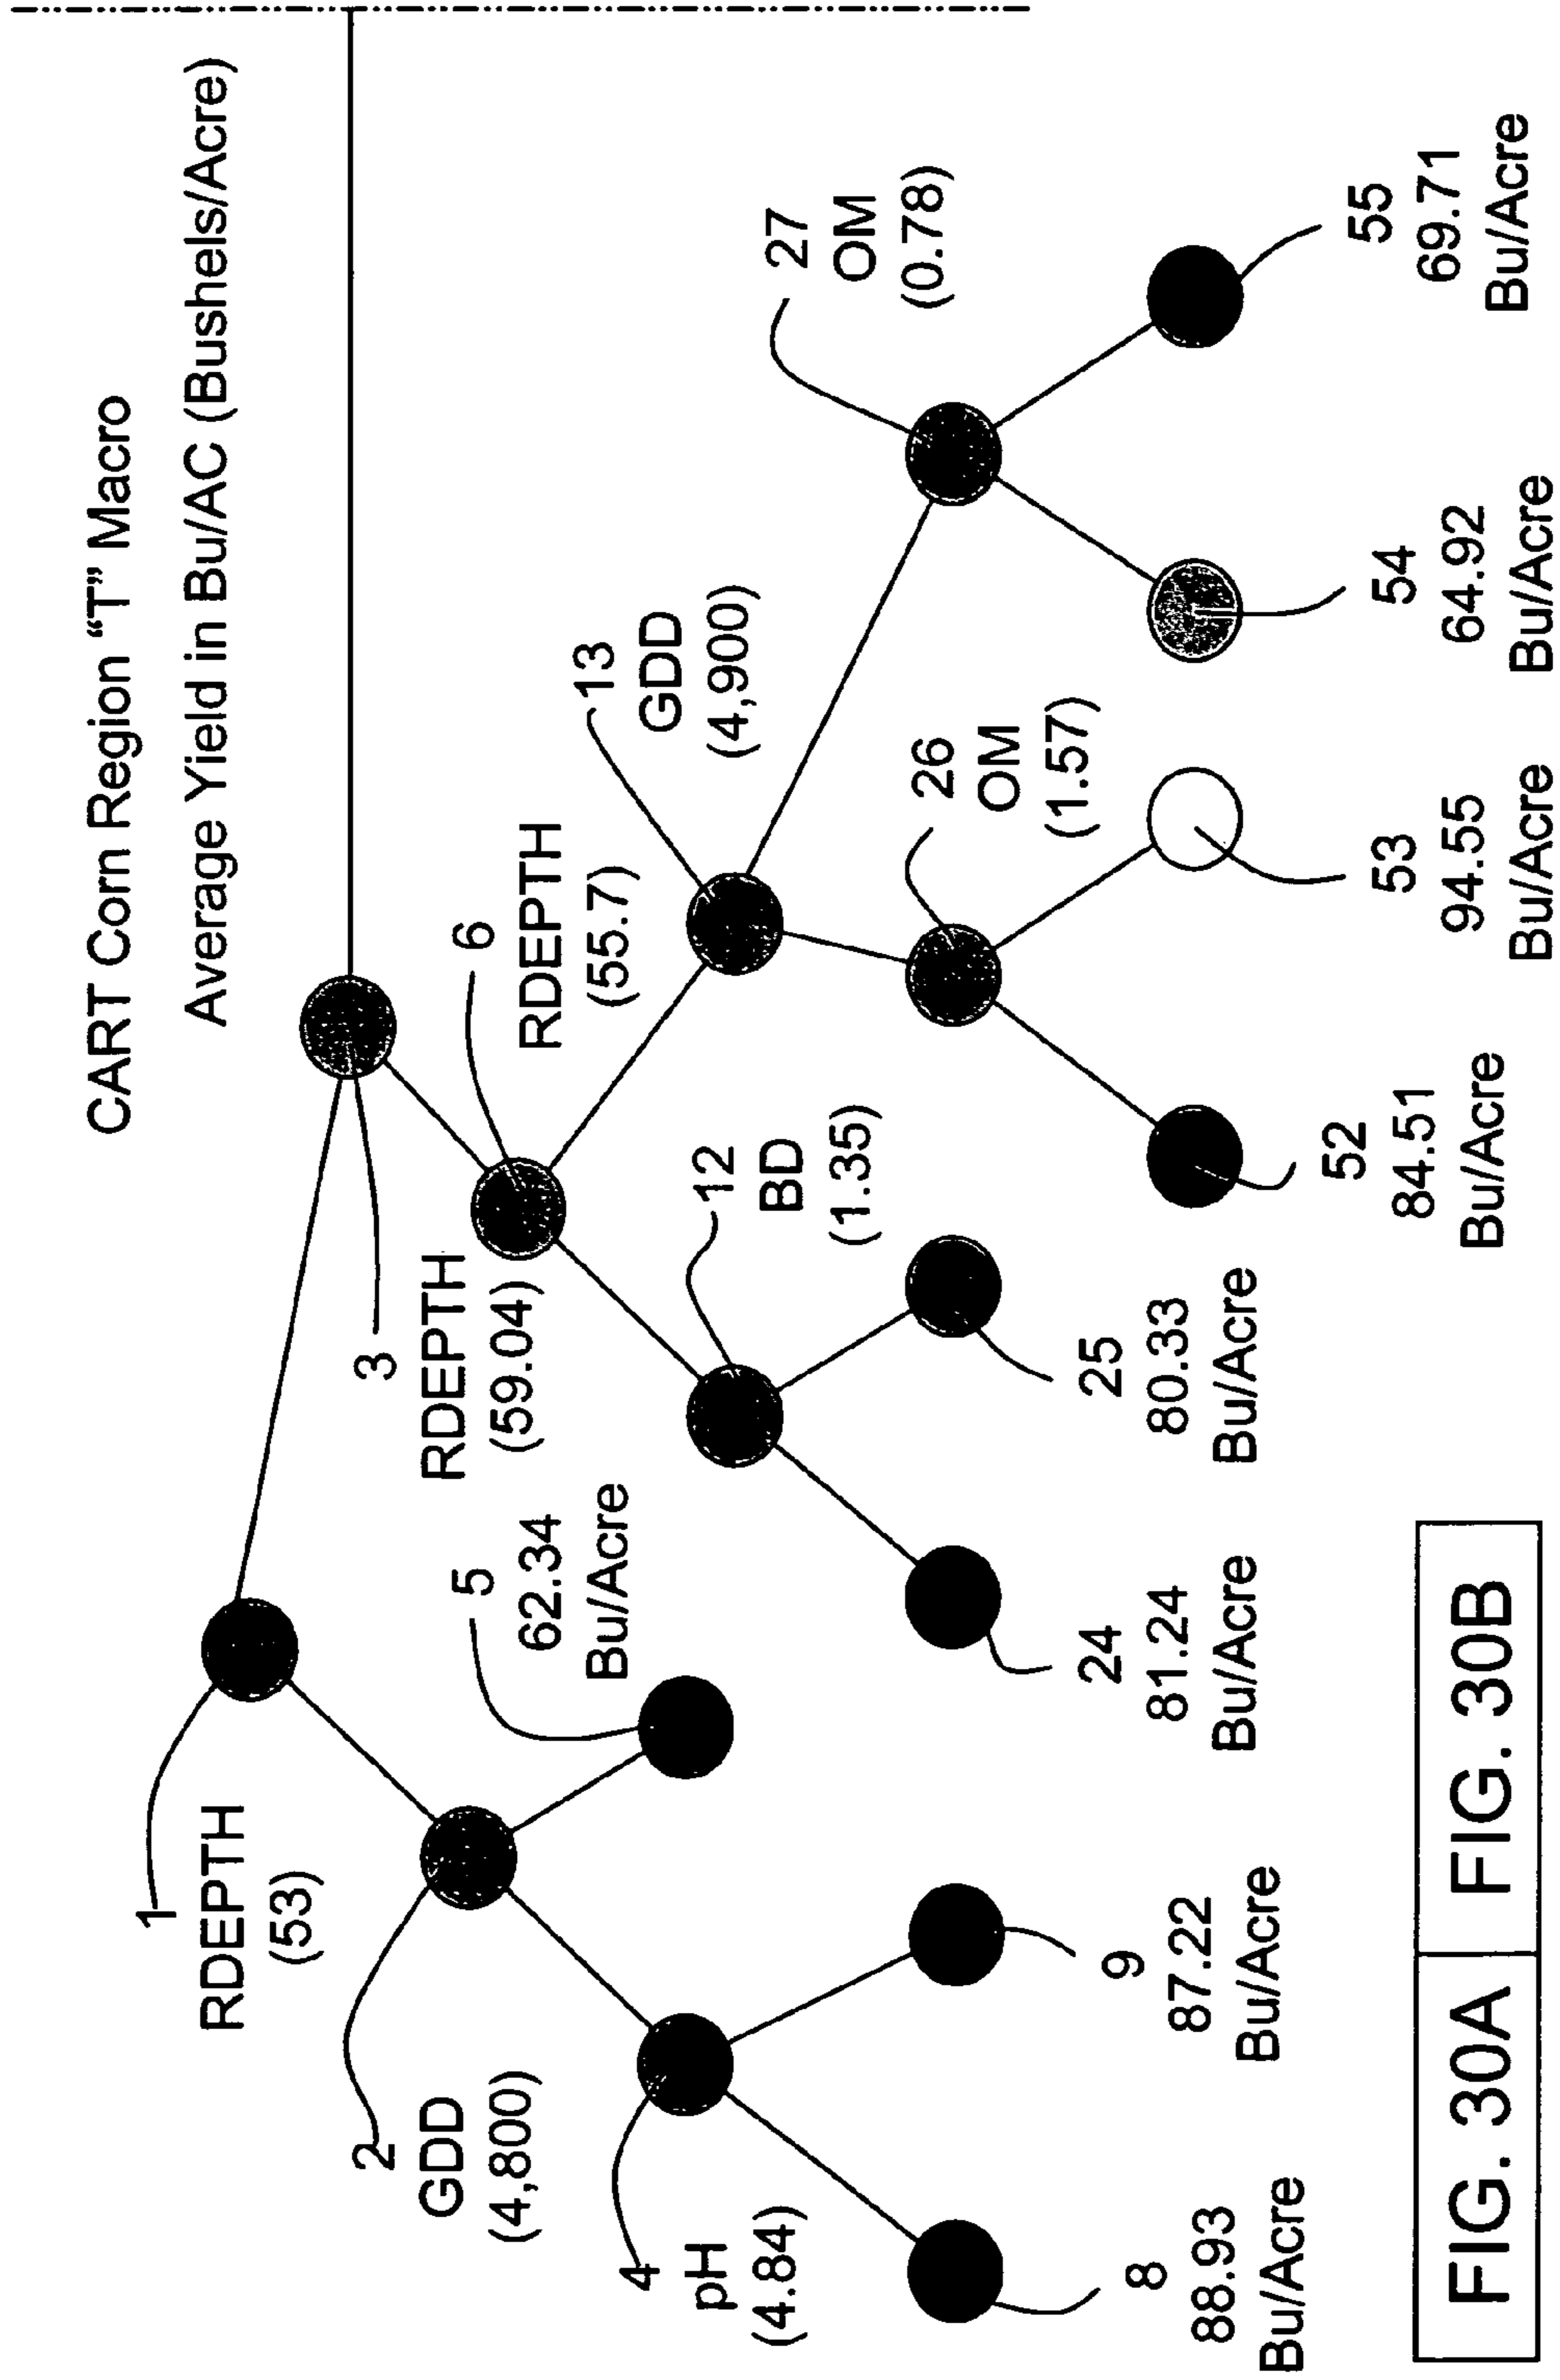 CART Corn Region “T” Macro
Average Yield in Bu/AC (Bushels/Acre)
1
RDEPTH
(53)
2
GDD
(4,800)
3
RDEPTH
(59.04)
4
pH
(4.84)
5
62.34
Bu/Acre
6
RDEPTH
(55.7)
8
88.93
Bu/Acre
9
87.22
Bu/Acre
12
BD
(1.35)
13
GDD
(4,900)
24
81.24
Bu/Acre
25
80.33
Bu/Acre
26
OM
(1.57)
27
OM
(0.78)
52
84.51
Bu/Acre
53
94.55
Bu/Acre
54
64.92
Bu/Acre
55
69.71
Bu/Acre
FIG. 30A FIG. 30B